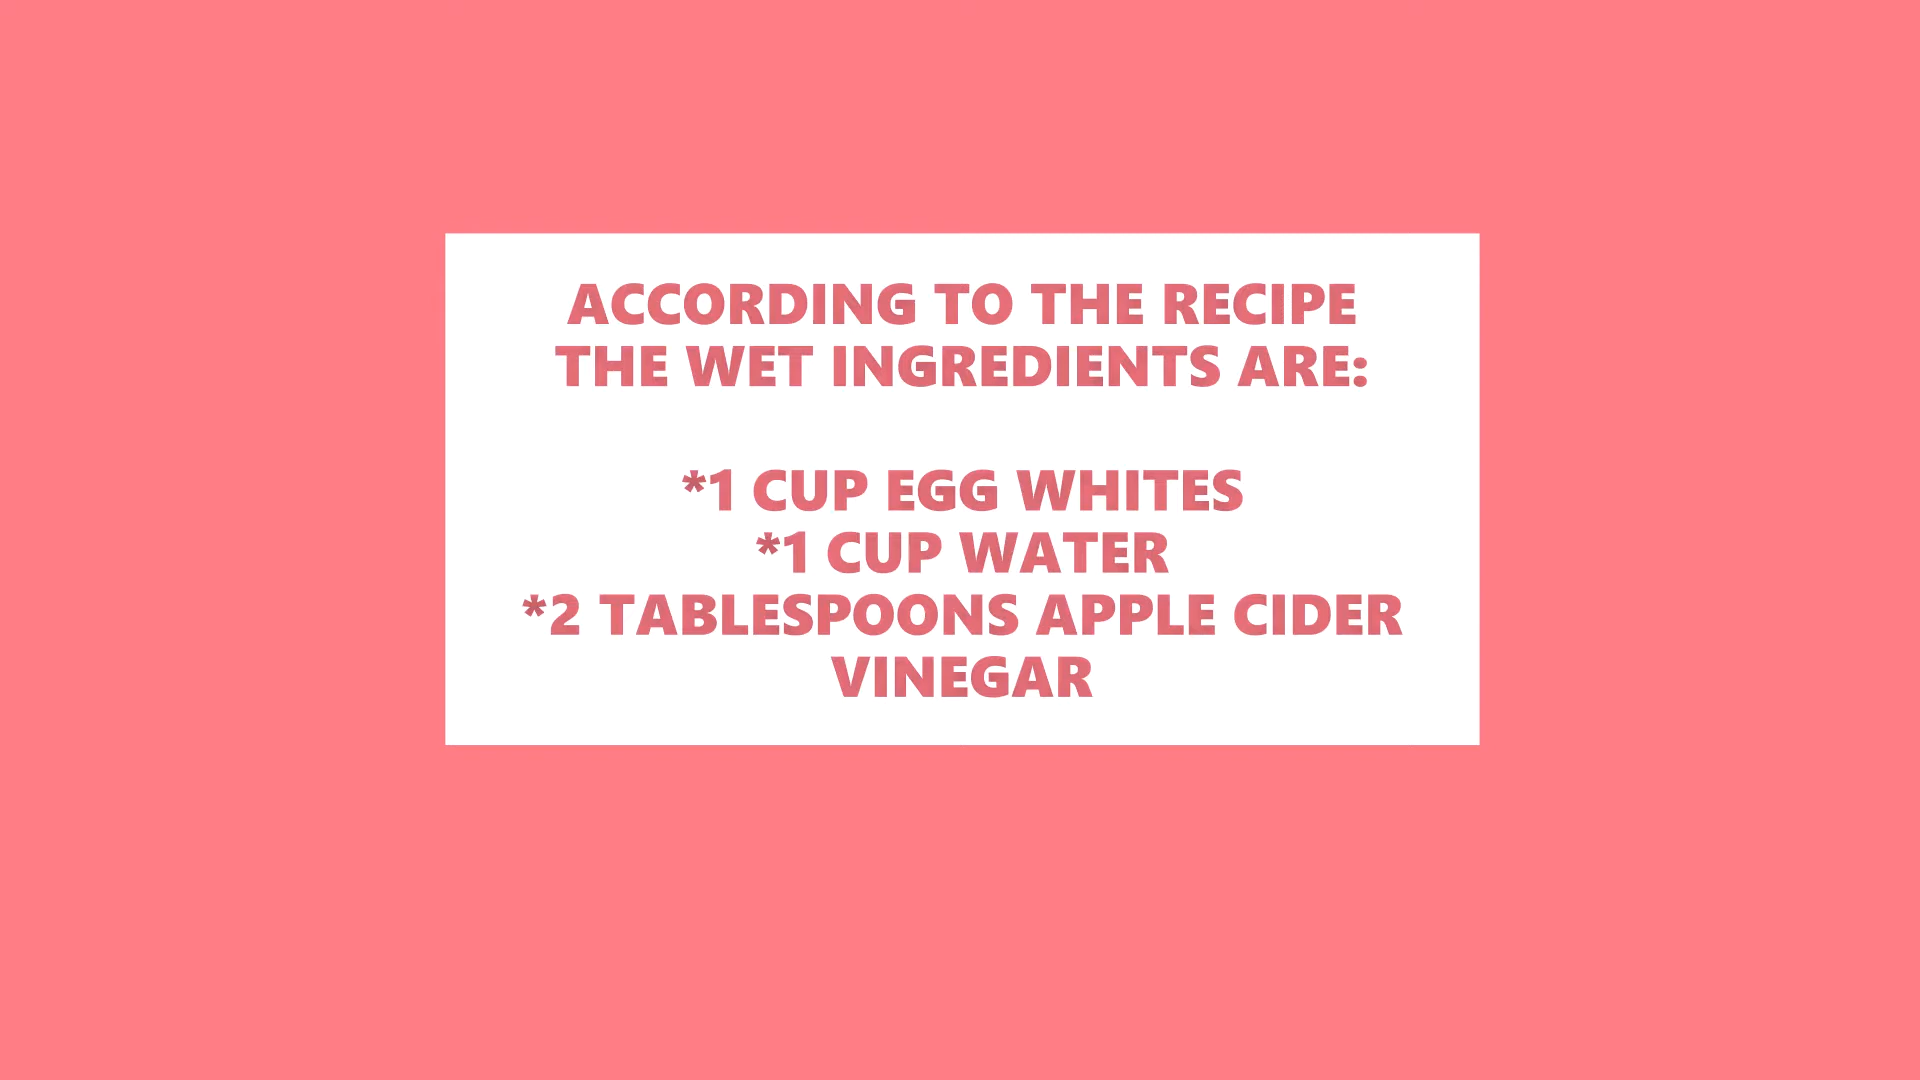 ACCORDING TO THE RECIPE
THE WET INGREDIENTS ARE:
*1 CUP EGG WHITES
*1 CUP WATER
*2 TABLESPOONS APPLE CIDER
VINEGAR